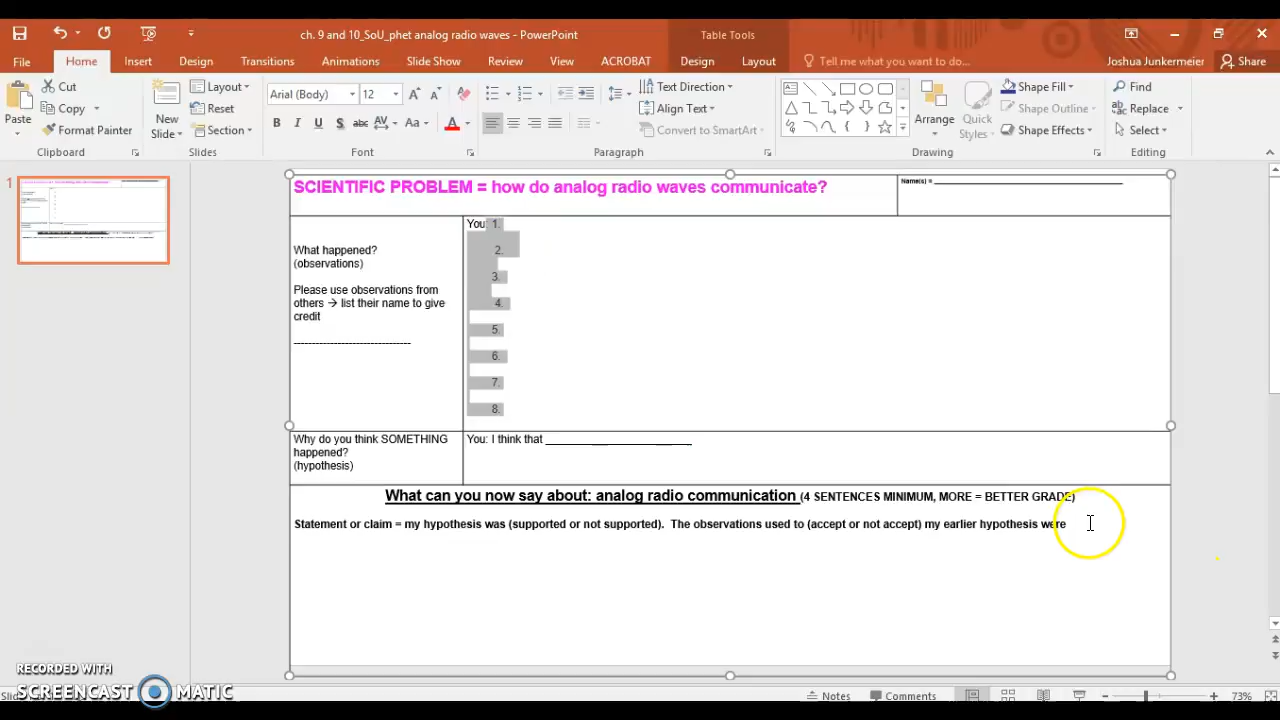 ch. 9 and 10_SoU_phet analog radio waves - PowerPoint
Table Tools
File
Home
Insert
Design
Transitions
Animations
Slide Show
Review
View
ACROBAT
Design
Layout
Tell me what you want to do...
Joshua Junkermeier
Share
Paste
Cut
Copy
Format Painter
Clipboard
New
Slide
Layout
Reset
Section
Slides
Arial (Body)
12
B I U S abc AV Aa A
Font
Text Direction
Align Text
Convert to SmartArt
Paragraph
Arrange
Quick
Styles
Shape Fill
Shape Outline
Shape Effects
Drawing
Find
Replace
Select
Editing
1
SCIENTIFIC PROBLEM = how do analog radio waves communicate?
Name(s) = ______________________
What happened?
(observations)
Please use observations from
others → list their name to give
credit
-------------------------------
You 1.
2.
3.
4.
5.
6.
7.
8.
Why do you think SOMETHING
happened?
(hypothesis)
You: I think that ______________________
What can you now say about: analog radio communication (4 SENTENCES MINIMUM, MORE = BETTER GRADE)
Statement or claim = my hypothesis was (supported or not supported). The observations used to (accept or not accept) my earlier hypothesis were
RECORDED WITH
SCREENCAST MATIC
Notes
Comments
73%